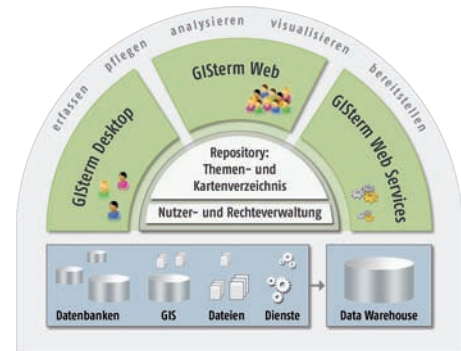 erfassen pflegen analysieren visualisieren bereitstellen
GISterm Desktop
GISterm Web
GISterm Web Services
Repository:
Themen- und
Kartenverzeichnis
Nutzer- und Rechteverwaltung
Datenbanken GIS Dateien Dienste Data Warehouse